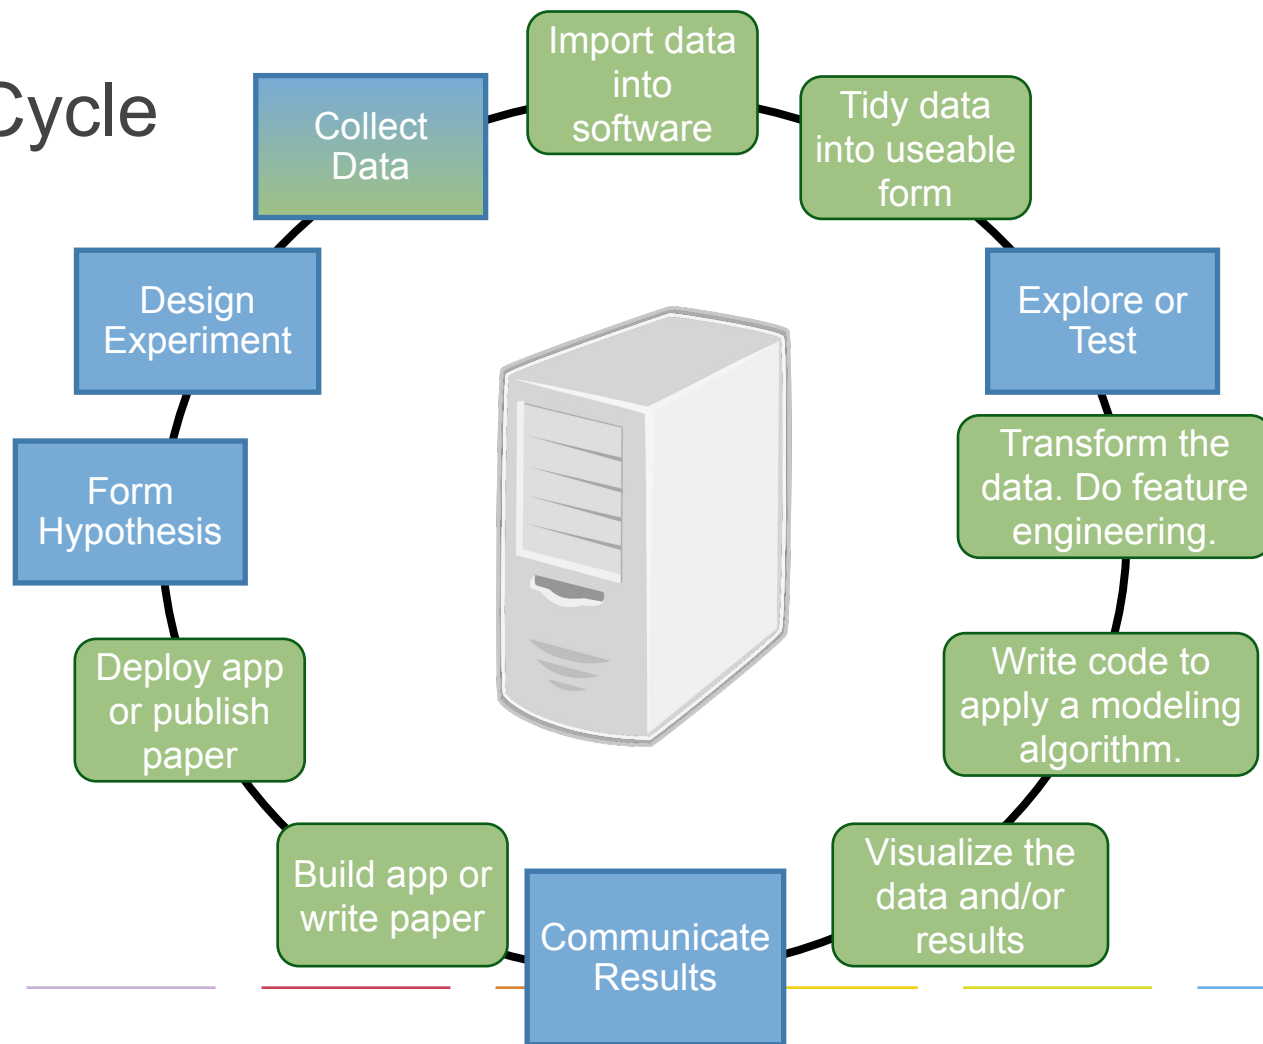 Cycle
Import data
into
software
Tidy data
into useable
form
Explore or
Test
Transform the
data. Do feature
engineering.
Write code to
apply a modeling
algorithm.
Visualize the
data and/or
results
Communicate
Results
Build app or
write paper
Deploy app
or publish
paper
Form
Hypothesis
Design
Experiment
Collect
Data